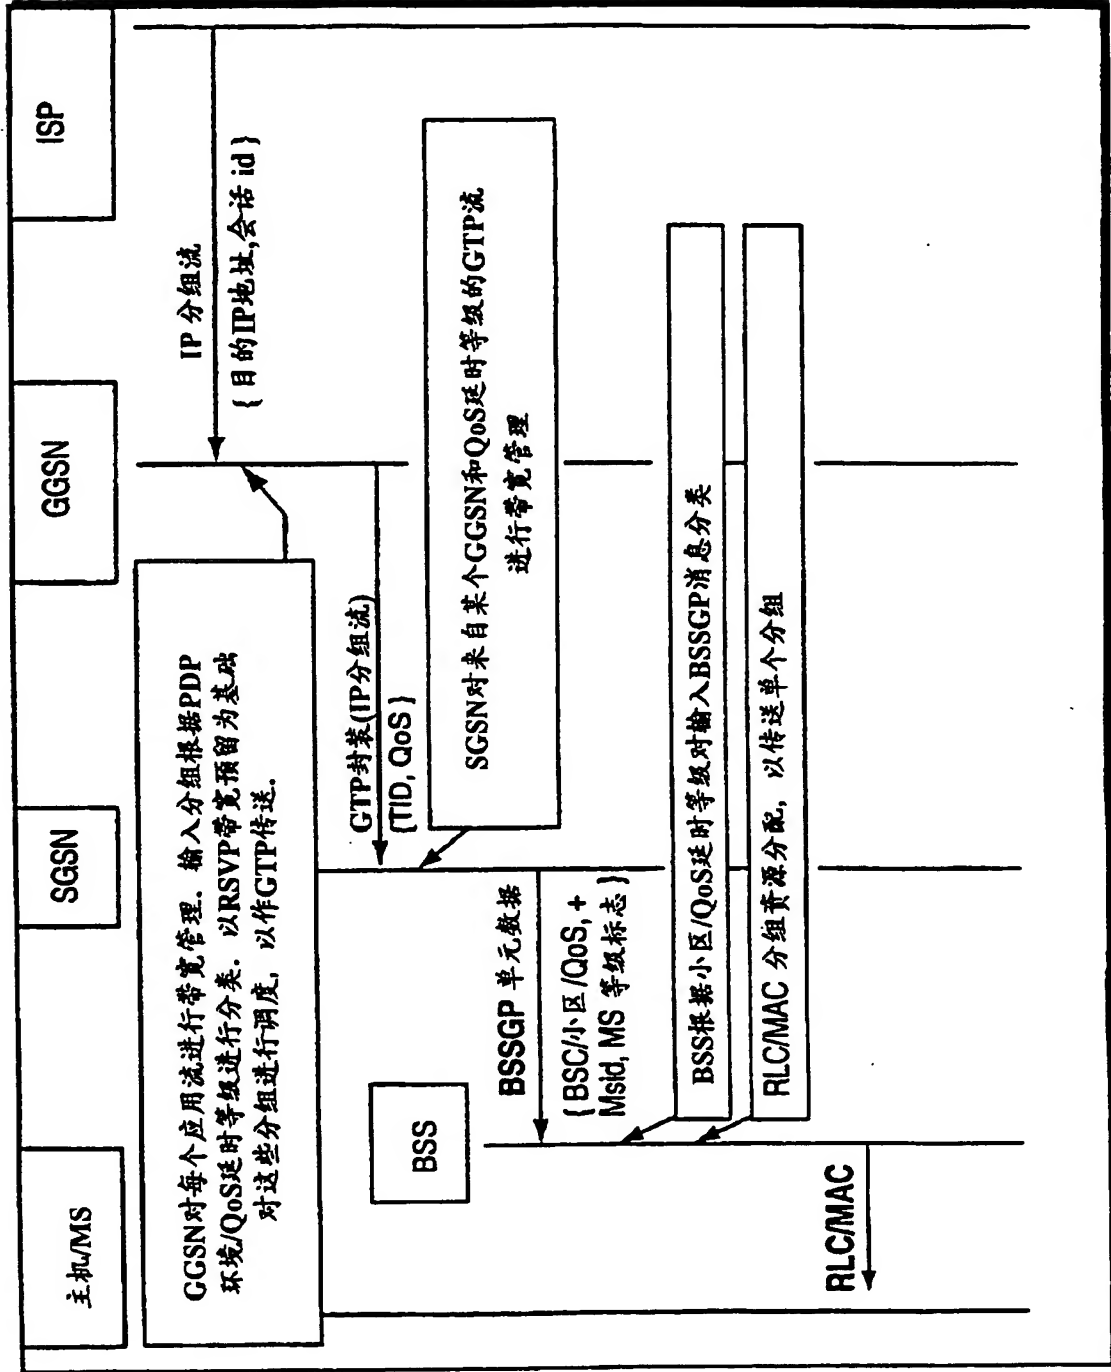 主机/MS
SGSN
GGSN
ISP
GGSN对每个应用流进行带宽管理. 输入分组根据PDP
环境/QoS延时等级进行分类. 以RSVP带宽预留为基础
对这些分组进行调度, 以作GTP传送.
IP 分组流
{ 目的IP地址,会话 id }
GTP封装(IP分组流)
{TID, QoS }
SGSN对来自某个GGSN和QoS延时等级的GTP流
进行带宽管理
BSS
BSSGP 单元数据
{ BSC/小区/QoS, +
Msid, MS 等级标志 }
BSS根据小区/QoS延时等级对输入BSSGP消息分类
RLC/MAC 分组资源分配, 以传送单个分组
RLC/MAC